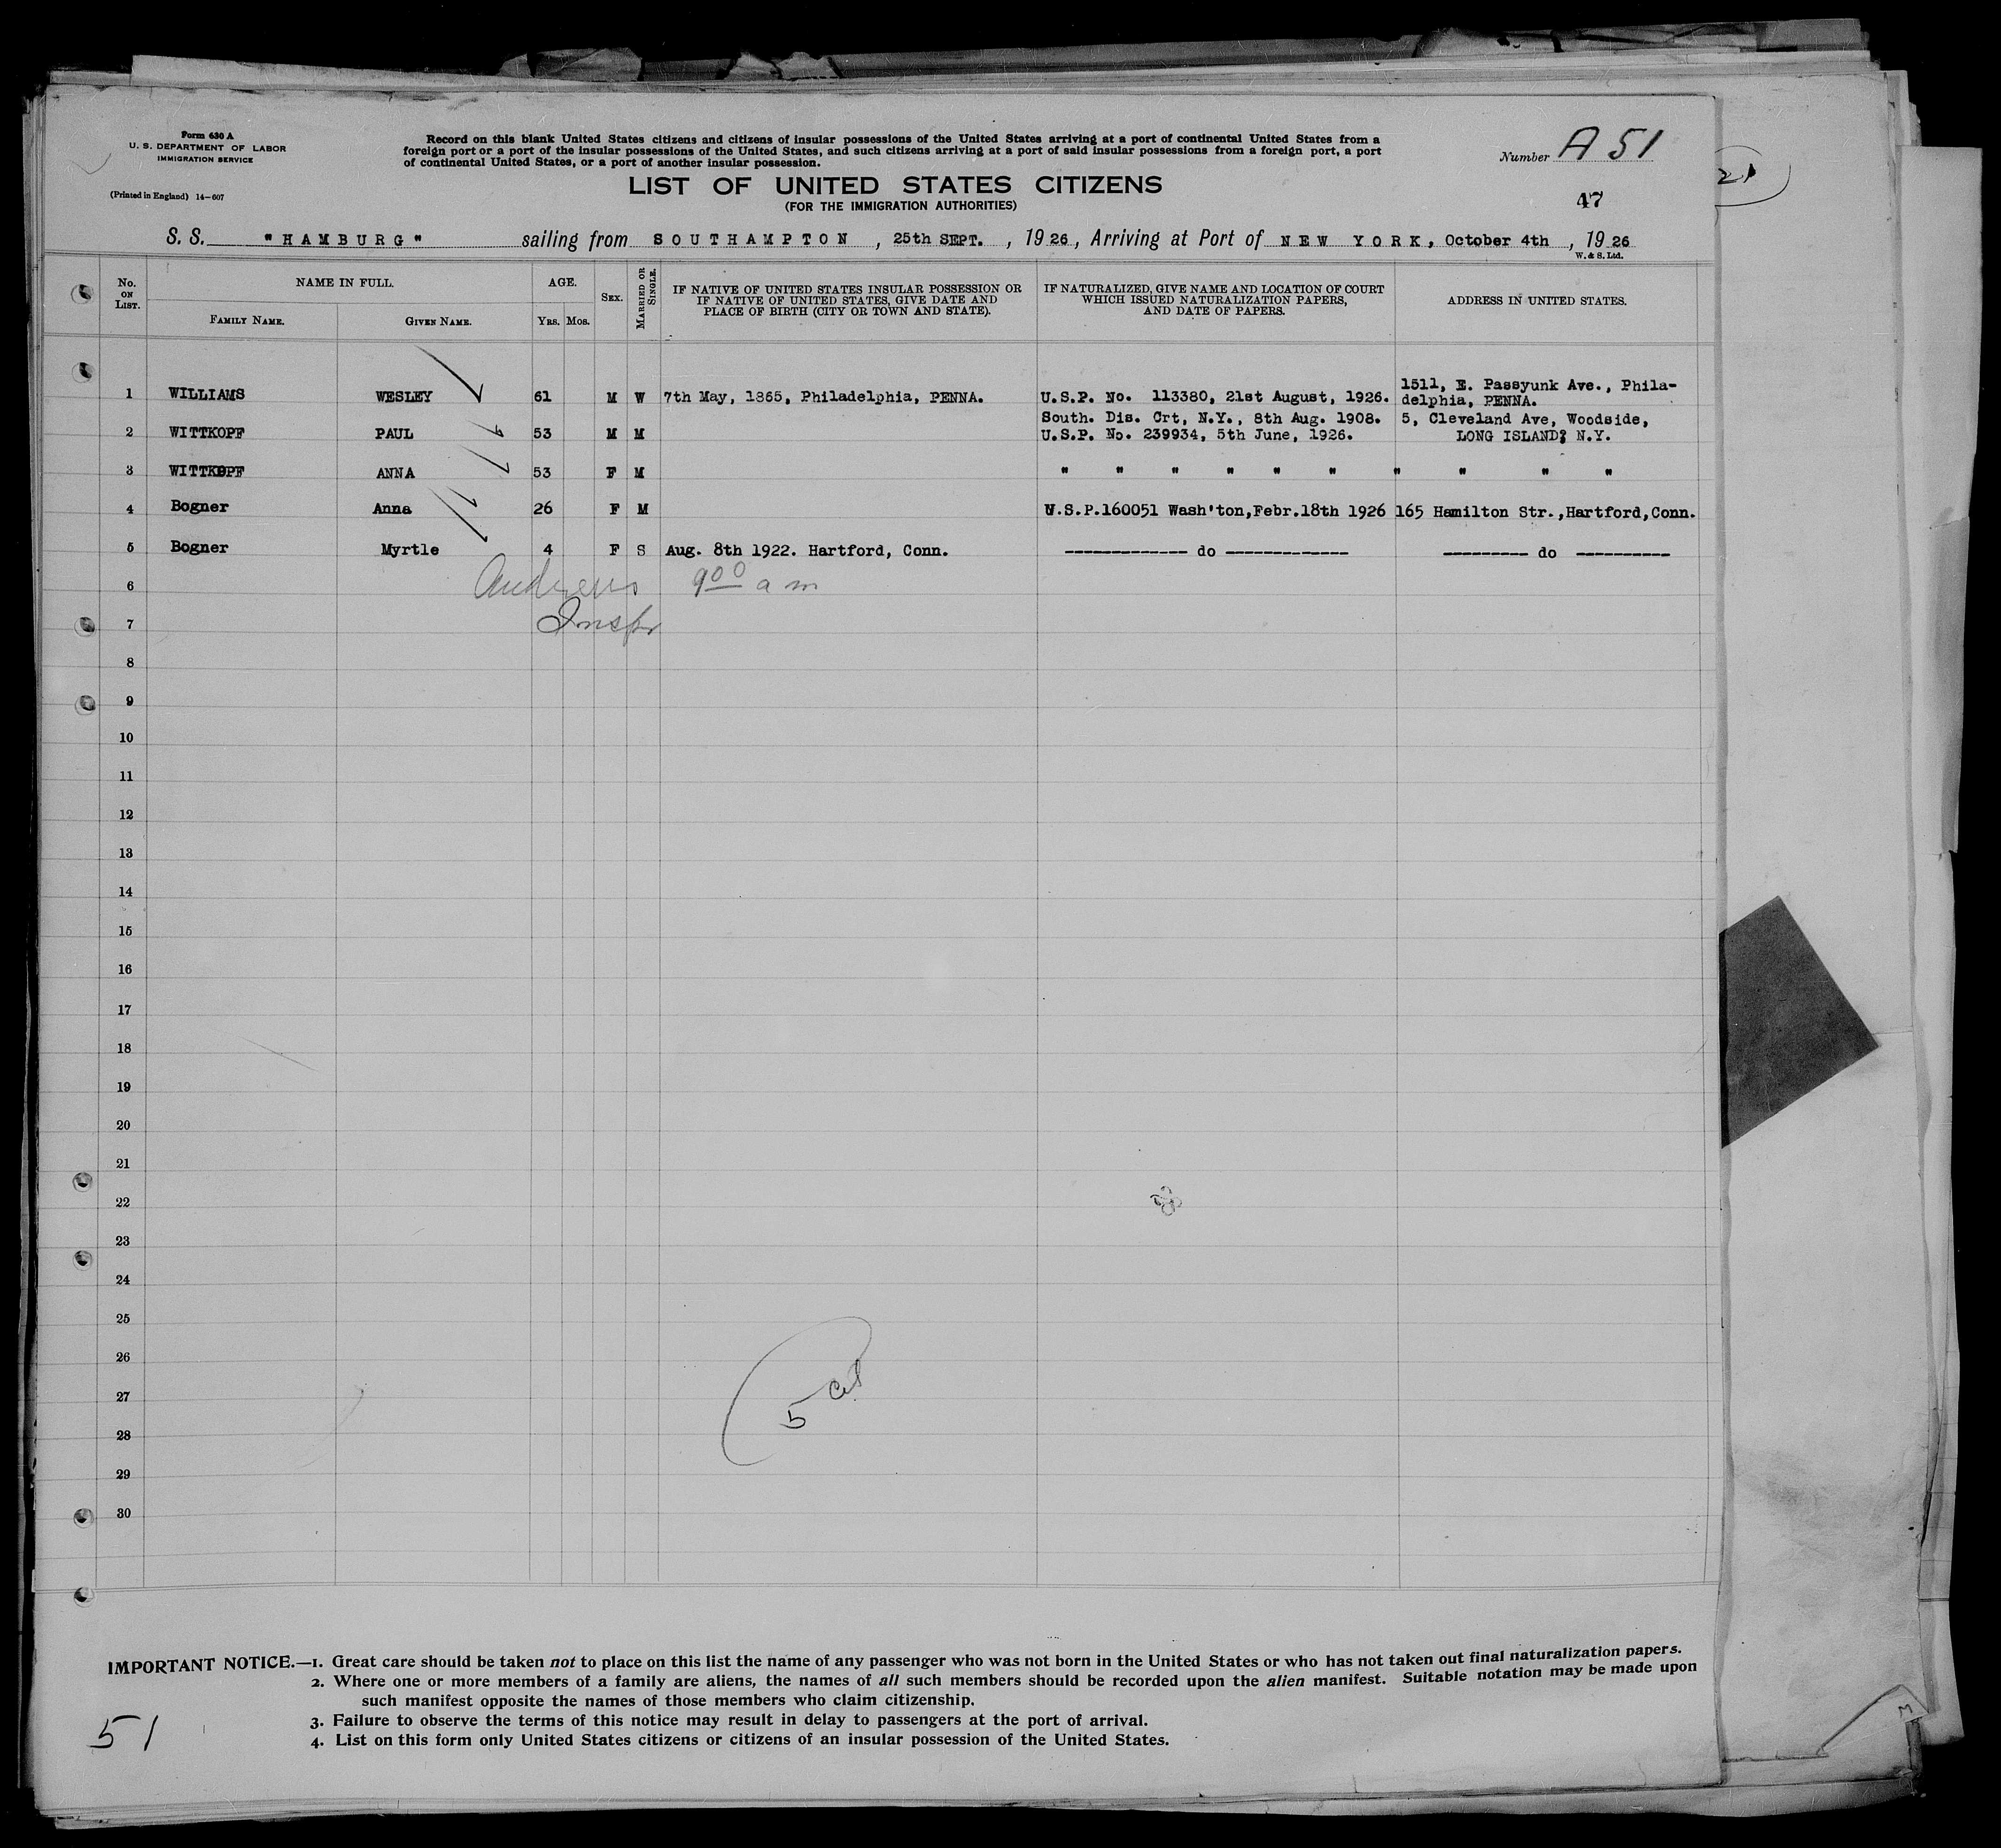 Form 630 A
U. S. DEPARTMENT OF LABOR
IMMIGRATION SERVICE
(Printed in England) 14—607
Record on this blank United States citizens and citizens of insular possessions of the United States arriving at a port of continental United States from a
foreign port or a port of the insular possessions of the United States, and such citizens arriving at a port of said insular possessions from a foreign port, a port
of continental United States, or a port of another insular possession.
Number A 51
LIST OF UNITED STATES CITIZENS
(FOR THE IMMIGRATION AUTHORITIES)
47
S. S. "HAMBURG" sailing from SOUTHAMPTON, 25th SEPT., 1926, Arriving at Port of NEW YORK, October 4th, 1926
W. & S. Ltd.
No. ON LIST. NAME IN FULL. FAMILY NAME. GIVEN NAME. AGE. YRS. MOS. SEX. MARRIED OR SINGLE. IF NATIVE OF UNITED STATES INSULAR POSSESSION OR IF NATIVE OF UNITED STATES, GIVE DATE AND PLACE OF BIRTH (CITY OR TOWN AND STATE). IF NATURALIZED, GIVE NAME AND LOCATION OF COURT WHICH ISSUED NATURALIZATION PAPERS, AND DATE OF PAPERS. ADDRESS IN UNITED STATES.
1 WILLIAMS WESLEY 61 M W 7th May, 1865, Philadelphia, PENNA. U.S.P. No. 113380, 21st August, 1926. 1511, E. Passyunk Ave., Phila-
delphia, PENNA.
South. Dis. Crt, N.Y., 8th Aug. 1908. 5, Cleveland Ave, Woodside,
2 WITTKOPF PAUL 53 M M U.S.P. No. 239934, 5th June, 1926. LONG ISLAND, N.Y.
3 WITTKOPF ANNA 53 F M " " " " " " " " " "
4 Bogner Anna 26 F M U.S.P.160051 Wash'ton,Febr.18th 1926 165 Hamilton Str.,Hartford,Conn.
5 Bogner Myrtle 4 F S Aug. 8th 1922. Hartford, Conn. ------------- do ------------- --------- do ----------
6 Andrews 9 00 a m
7 Inspr
8
9
10
11
12
13
14
15
16
17
18
19
20
21
22
23
24
25
26
27
5
28
29
30
IMPORTANT NOTICE.—1. Great care should be taken not to place on this list the name of any passenger who was not born in the United States or who has not taken out final naturalization papers.
2. Where one or more members of a family are aliens, the names of all such members should be recorded upon the alien manifest. Suitable notation may be made upon
such manifest opposite the names of those members who claim citizenship.
3. Failure to observe the terms of this notice may result in delay to passengers at the port of arrival.
4. List on this form only United States citizens or citizens of an insular possession of the United States.
51